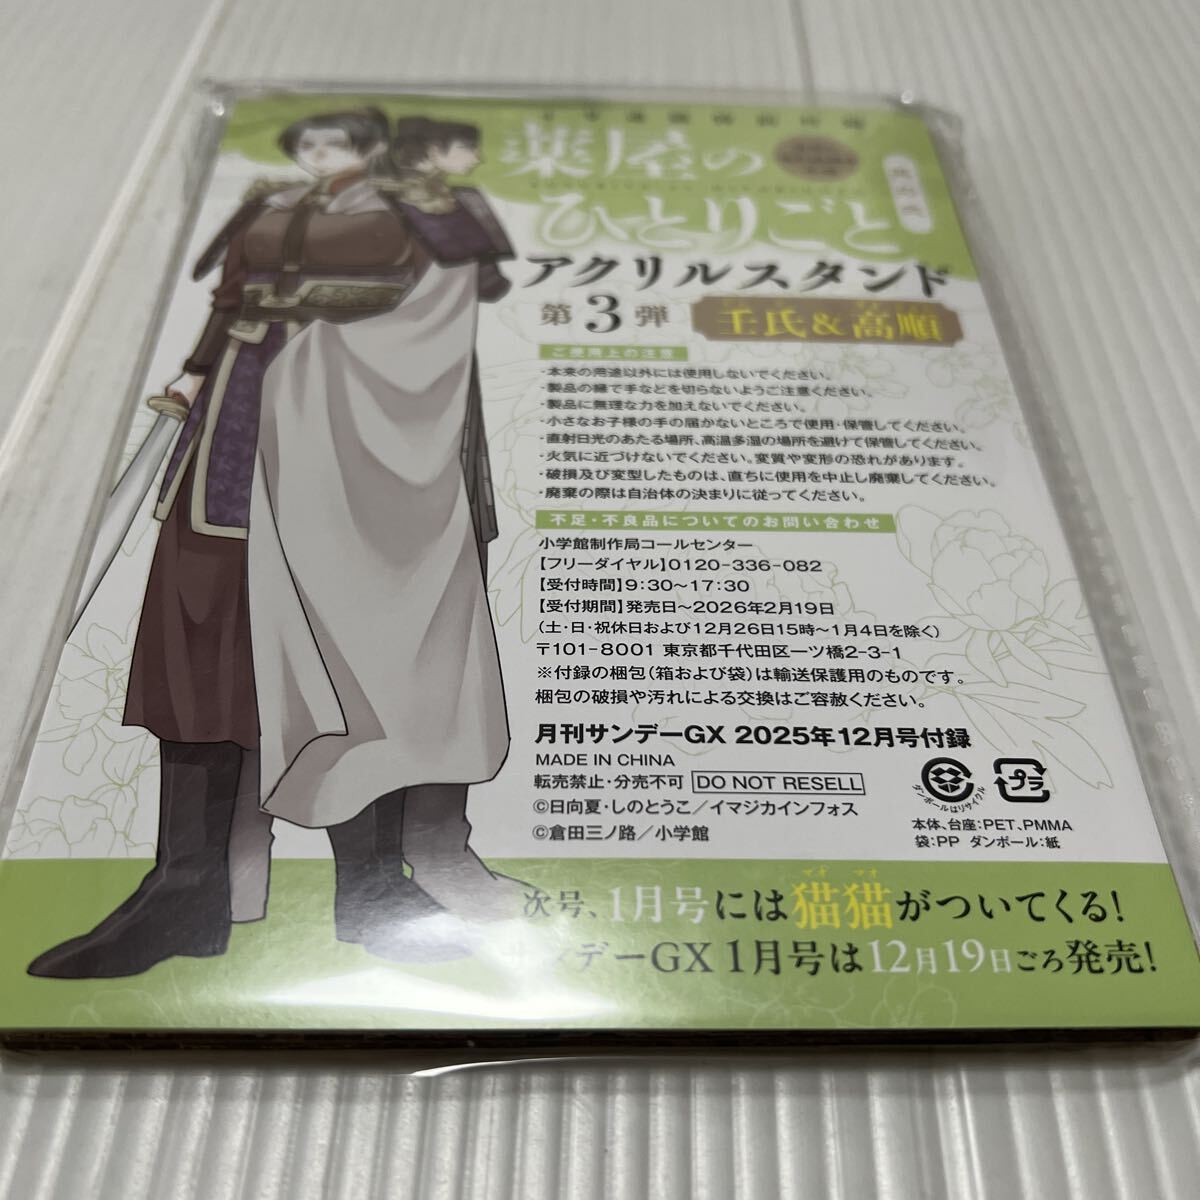 薬屋の
ひとりごと
アクリルスタンド
第3弾 壬氏&高順
ご使用上の注意
・本来の用途以外には使用しないでください。
・製品の縁で手などを切らないようご注意ください。
・製品に無理な力を加えないでください。
・小さなお子様の手の届かないところで使用・保管してください。
・直射日光のあたる場所、高温多湿の場所を避けて保管してください。
・火気に近づけないでください。変質や変形の恐れがあります。
・破損及び変型したものは、直ちに使用を中止し廃棄してください。
・廃棄の際は自治体の決まりに従ってください。
不足・不良品についてのお問い合わせ
小学館制作局コールセンター
【フリーダイヤル】0120-336-082
【受付時間】9:30〜17:30
【受付期間】発売日〜2026年2月19日
(土・日・祝休日および12月26日15時〜1月4日を除く)
〒101-8001 東京都千代田区一ツ橋2-3-1
※付録の梱包(箱および袋)は輸送保護用のものです。
梱包の破損や汚れによる交換はご容赦ください。
月刊サンデーGX 2025年12月号付録
MADE IN CHINA
転売禁止・分売不可 DO NOT RESELL
©日向夏・しのとうこ/イマジカインフォス
©倉田三ノ路/小学館
ダンボールはリサイクル
プラ
本体、台座:PET、PMMA
袋:PP ダンボール:紙
マオ マオ
次号、1月号には猫猫がついてくる!
サンデーGX 1月号は12月19日ごろ発売!